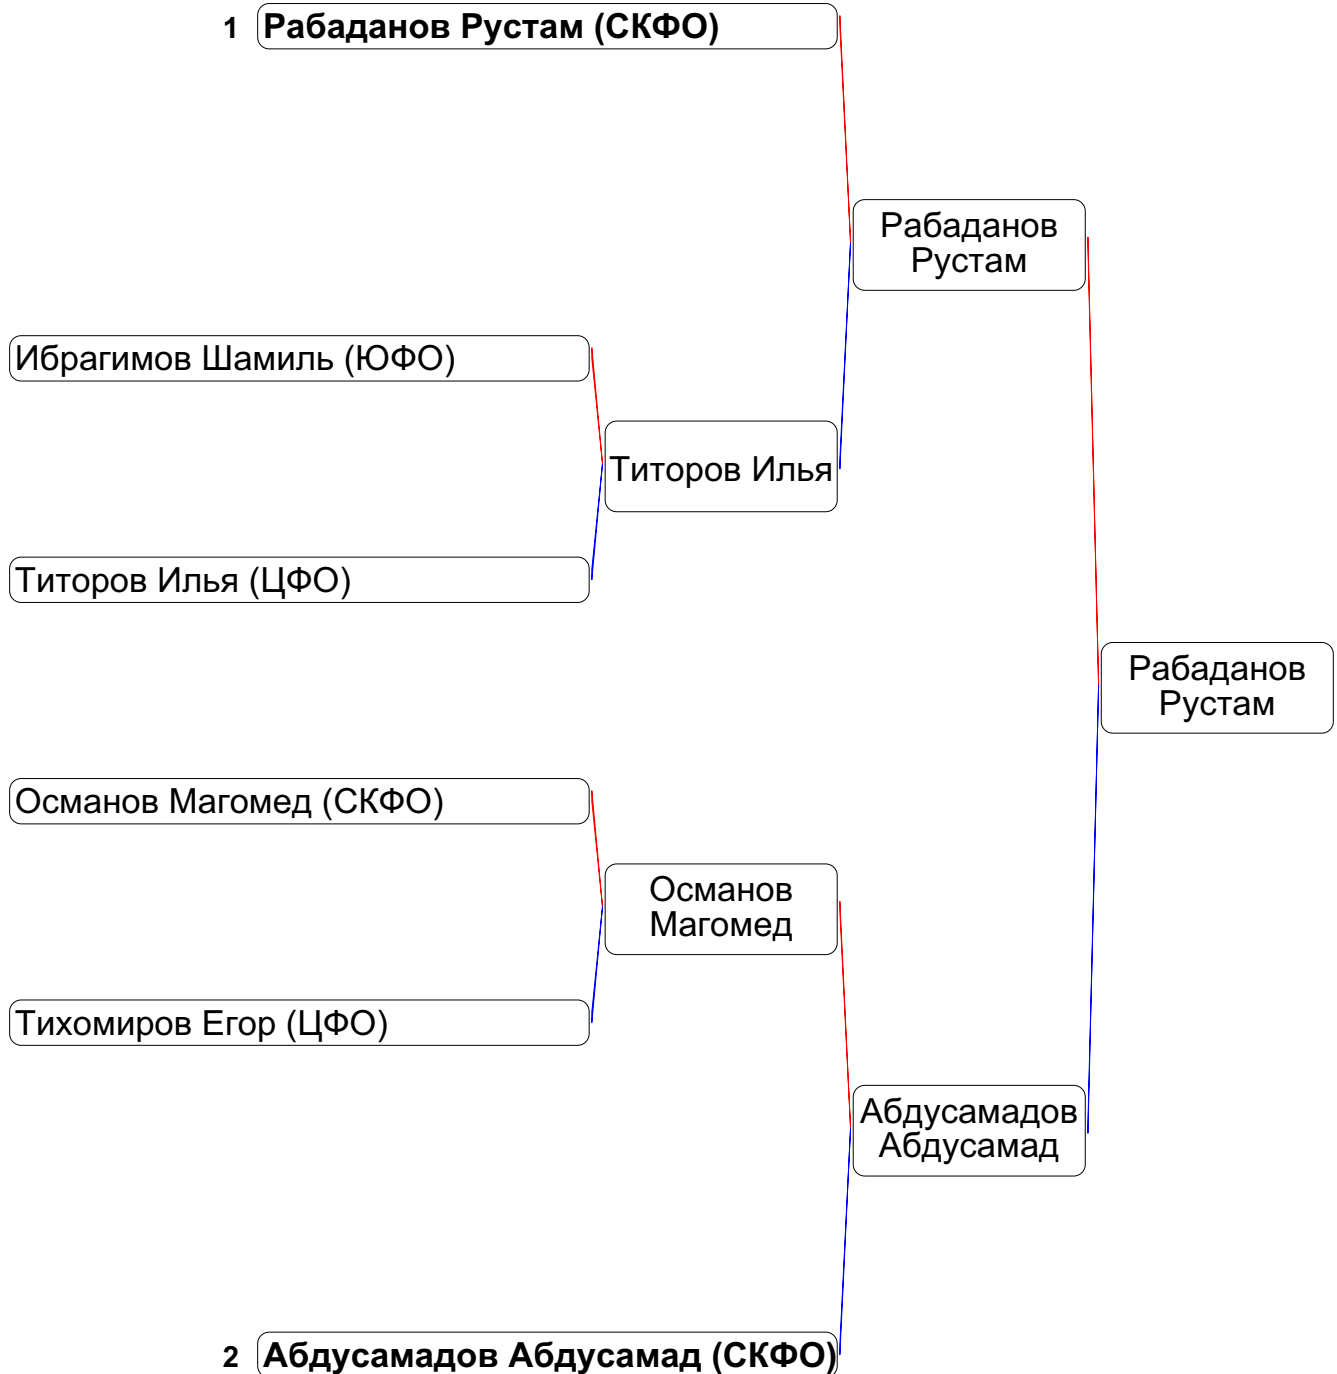 1 Рабаданов Рустам (СКФО)
Рабаданов
Рустам
Ибрагимов Шамиль (ЮФО)
Титоров Илья
Титоров Илья (ЦФО)
Рабаданов
Рустам
Османов Магомед (СКФО)
Османов
Магомед
Тихомиров Егор (ЦФО)
Абдусамадов
Абдусамад
2 Абдусамадов Абдусамад (СКФО)